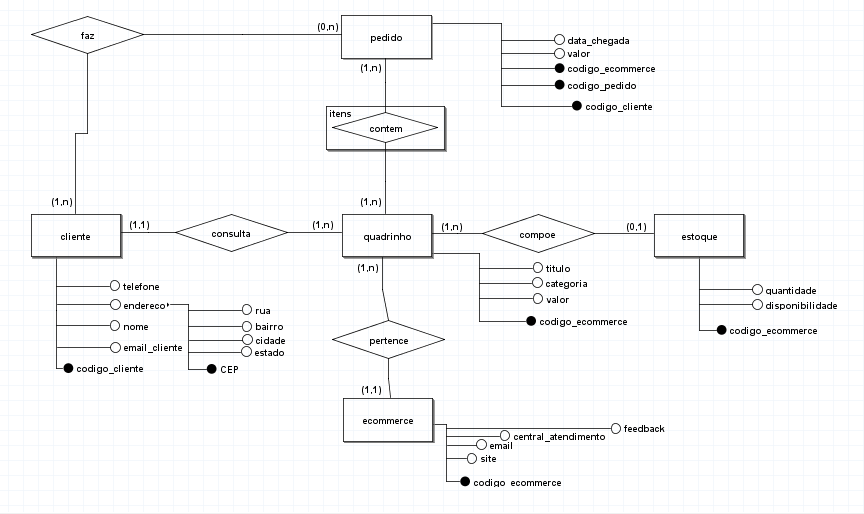 faz
(0,n)
pedido
data_chegada
valor
codigo_ecommerce
codigo_pedido
codigo_cliente
(1,n)
itens
contem
(1,n)
(1,n)
cliente
(1,1)
consulta
(1,n)
quadrinho
(1,n)
compoe
(0,1)
estoque
(1,n)
titulo
categoria
valor
codigo_ecommerce
quantidade
disponibilidade
codigo_ecommerce
telefone
endereco
nome
email_cliente
codigo_cliente
rua
bairro
cidade
estado
CEP
pertence
(1,1)
ecommerce
feedback
central_atendimento
email
site
codigo_ecommerce